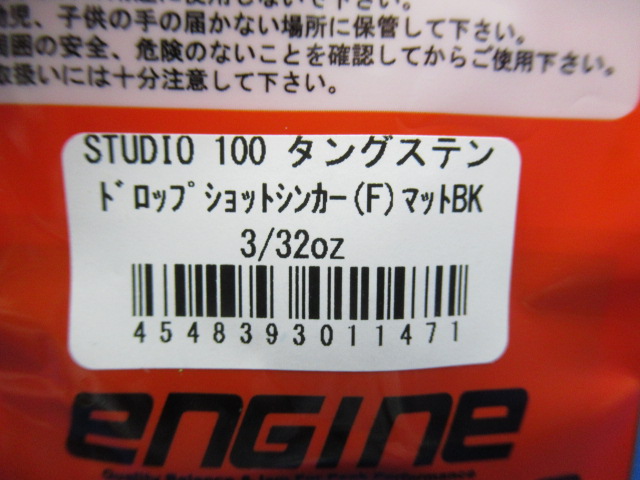 児、子供の手の届かない場所に保管して下さい。
囲の安全、危険のないことを確認してからご使用下さい。
取扱いには十分注意して下さい。
STUDIO 100 タングステン
ﾄﾞﾛｯﾌﾟｼｮｯﾄｼﾝｶｰ(F)ﾏｯﾄBK
3/32oz
4548393011471
engine